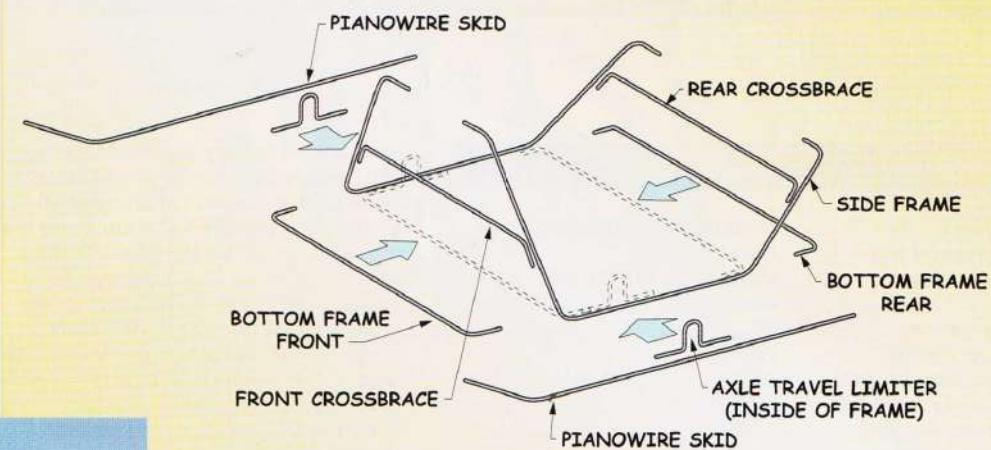 PIANOWIRE SKID
REAR CROSSBRACE
SIDE FRAME
BOTTOM FRAME
REAR
BOTTOM FRAME
FRONT
FRONT CROSSBRACE
AXLE TRAVEL LIMITER
(INSIDE OF FRAME)
PIANOWIRE SKID